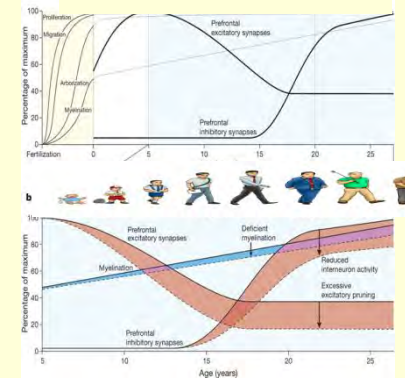 100
Proliferation
Migration
80
Prefrontal
excitatory synapses
60
Percentage of maximum
Percentage of maximum
40
Arborization
Myelination
20
Prefrontal
inhibitory synapses
0
Fertilization 0 5 10 15 20 25
b
100
Prefrontal
excitatory synapses
Deficient
myelination
80
Myelination
Percentage of maximum
60
Reduced
interneuron activity
40
Excessive
excitatory pruning
20
Prefrontal
inhibitory synapses
0
5 10 15 20 25
Age (years)